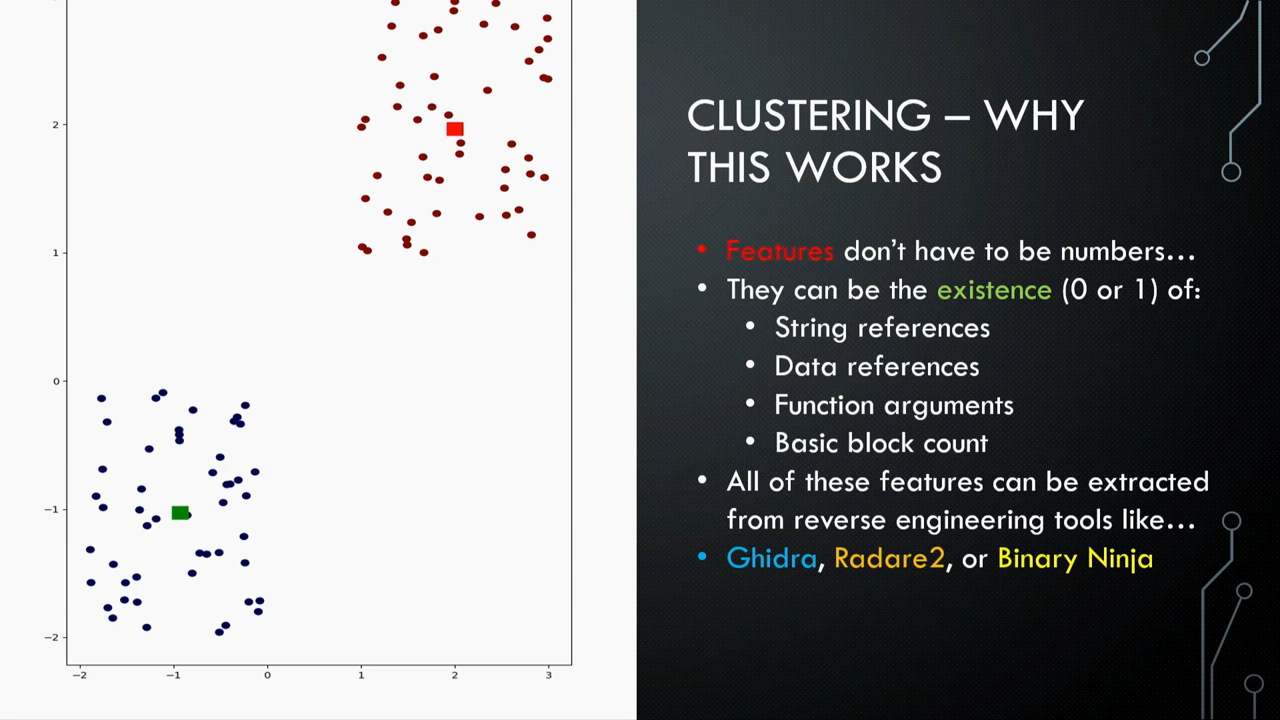 CLUSTERING – WHY
THIS WORKS
• Features don't have to be numbers...
• They can be the existence (0 or 1) of:
• String references
• Data references
• Function arguments
• Basic block count
• All of these features can be extracted
from reverse engineering tools like...
• Ghidra, Radare2, or Binary Ninja
2
1
0
−1
−2
−2 −1 0 1 2 3